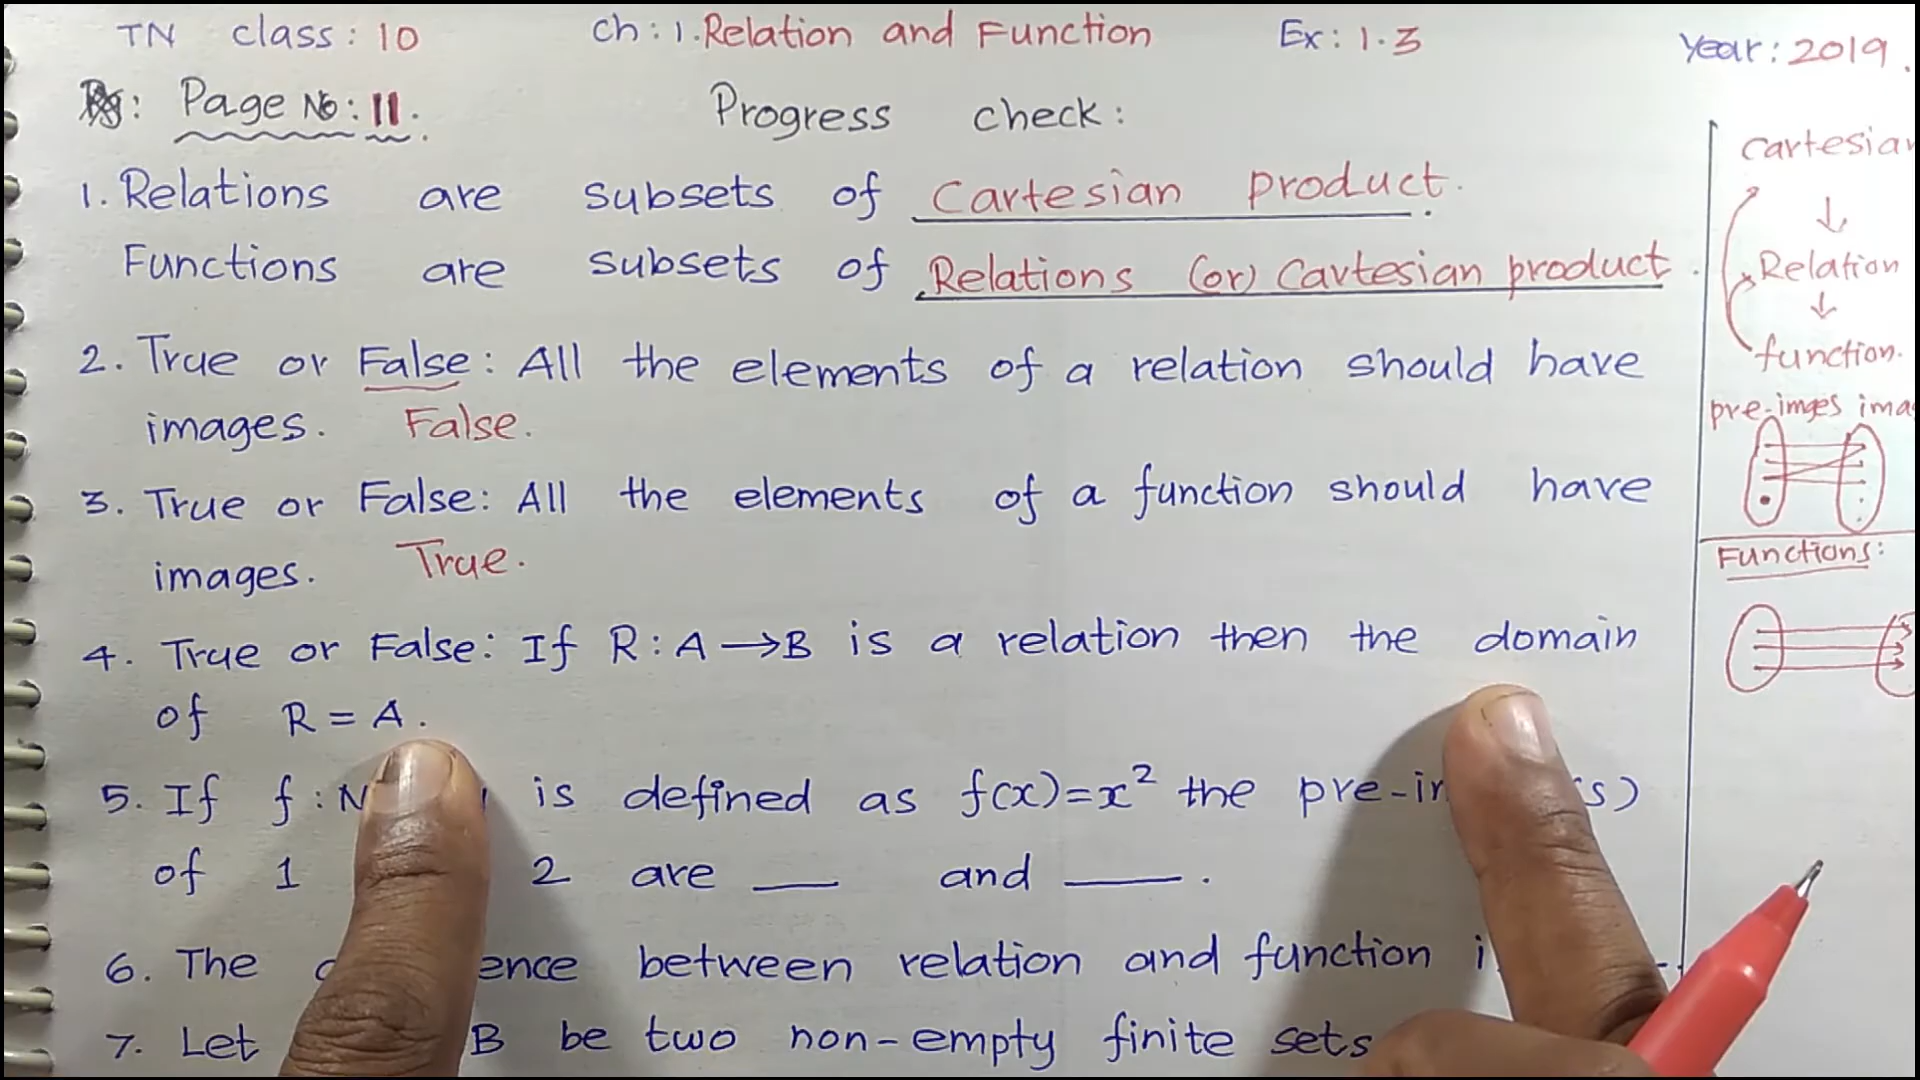 TN class: 10 Ch: 1. Relation and Function Ex: 1.3 Year: 2019.
: Page No: 11. Progress check:
1. Relations are subsets of Cartesian product.
Functions are subsets of Relations (or) Cartesian product.
2. True or False: All the elements of a relation should have
images. False.
3. True or False: All the elements of a function should have
images. True.
4. True or False: If R: A→B is a relation then the domain
of R = A.
5. If f: N is defined as f(x)=x² the
of 1 2 are __ and ___.
6. The between relation and function
7. Let B be two non-empty finite sets
Relation
function.
pre-imges
Functions: